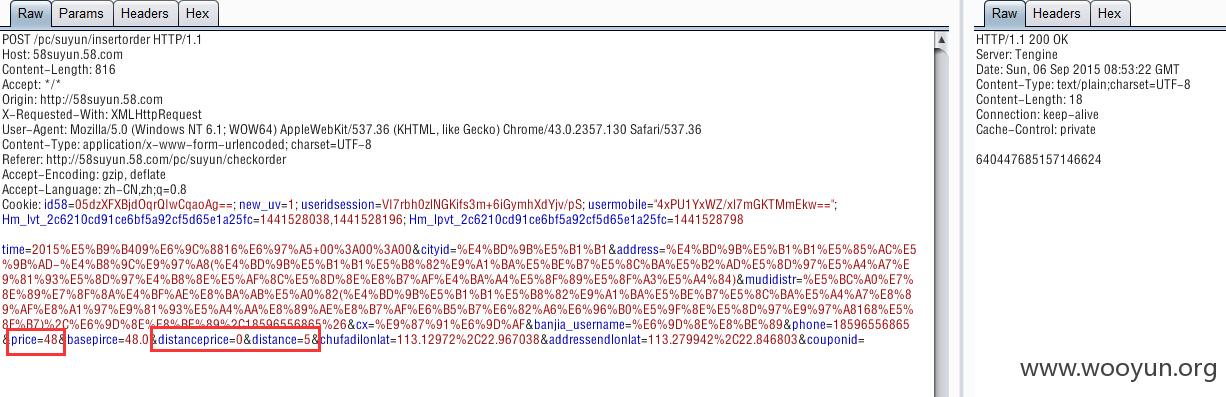 Raw Params Headers Hex
POST /pc/suyun/insertorder HTTP/1.1
Host: 58suyun.58.com
Content-Length: 816
Accept: */*
Origin: http://58suyun.58.com
X-Requested-With: XMLHttpRequest
User-Agent: Mozilla/5.0 (Windows NT 6.1; WOW64) AppleWebKit/537.36 (KHTML, like Gecko) Chrome/43.0.2357.130 Safari/537.36
Content-Type: application/x-www-form-urlencoded; charset=UTF-8
Referer: http://58suyun.58.com/pc/suyun/checkorder
Accept-Encoding: gzip, deflate
Accept-Language: zh-CN,zh;q=0.8
Cookie: id58=05dzXFXBjdOqrQlwCqaoAg==; new_uv=1; useridsession=Vl7rbh0zlNGKifs3m+6iGymhXdYjv/pS; usermobile="4xPU1YxWZ/xl7mGKTMmEkw==";
Hm_lvt_2c6210cd91ce6bf5a92cf5d65e1a25fc=1441528038,1441528196; Hm_lpvt_2c6210cd91ce6bf5a92cf5d65e1a25fc=1441528798
time=2015%E5%B9%B409%E6%9C%8816%E6%97%A5+00%3A00%3A00&cityid=%E4%BD%9B%E5%B1%B1&address=%E4%BD%9B%E5%B1%B1%E5%85%AC%E5
%9B%AD-%E4%B8%9C%E9%97%A8(%E4%BD%9B%E5%B1%B1%E5%B8%82%E9%A1%BA%E5%BE%B7%E5%8C%BA%E5%B2%AD%E5%8D%97%E5%A4%A7%E
9%81%93%E5%8D%97%E4%B8%8E%E5%AF%8C%E5%8D%8E%E8%B7%AF%E4%BA%A4%E5%8F%89%E5%8F%A3%E5%A4%84)&mudidistr=%E5%BC%A0%E7%
8E%89%E7%8F%8A%E4%BF%AE%E8%BA%AB%E5%A0%82(%E4%BD%9B%E5%B1%B1%E5%B8%82%E9%A1%BA%E5%BE%B7%E5%8C%BA%E5%A4%A7%E8%8
9%AF%E8%A1%97%E9%81%93%E5%A4%AA%E8%89%AE%E8%B7%AF%E6%B5%B7%E6%82%A6%E6%96%B0%E5%9F%8E%E5%8D%97%E9%97%A8168%E5%
8F%B7)%2C%E6%9D%8E%E8%BE%89%2C18596556865%26&cx=%E9%87%91%E6%9D%AF&banjia_username=%E6%9D%8E%E8%BE%89&phone=18596556865
&price=48&basepirce=48.0&distanceprice=0&distance=5&chufadilonlat=113.12972%2C22.967038&addressendlonlat=113.279942%2C22.846803&couponid=
Raw Headers Hex
HTTP/1.1 200 OK
Server: Tengine
Date: Sun, 06 Sep 2015 08:53:22 GMT
Content-Type: text/plain;charset=UTF-8
Content-Length: 18
Connection: keep-alive
Cache-Control: private
640447685157146624
www.wooyun.org